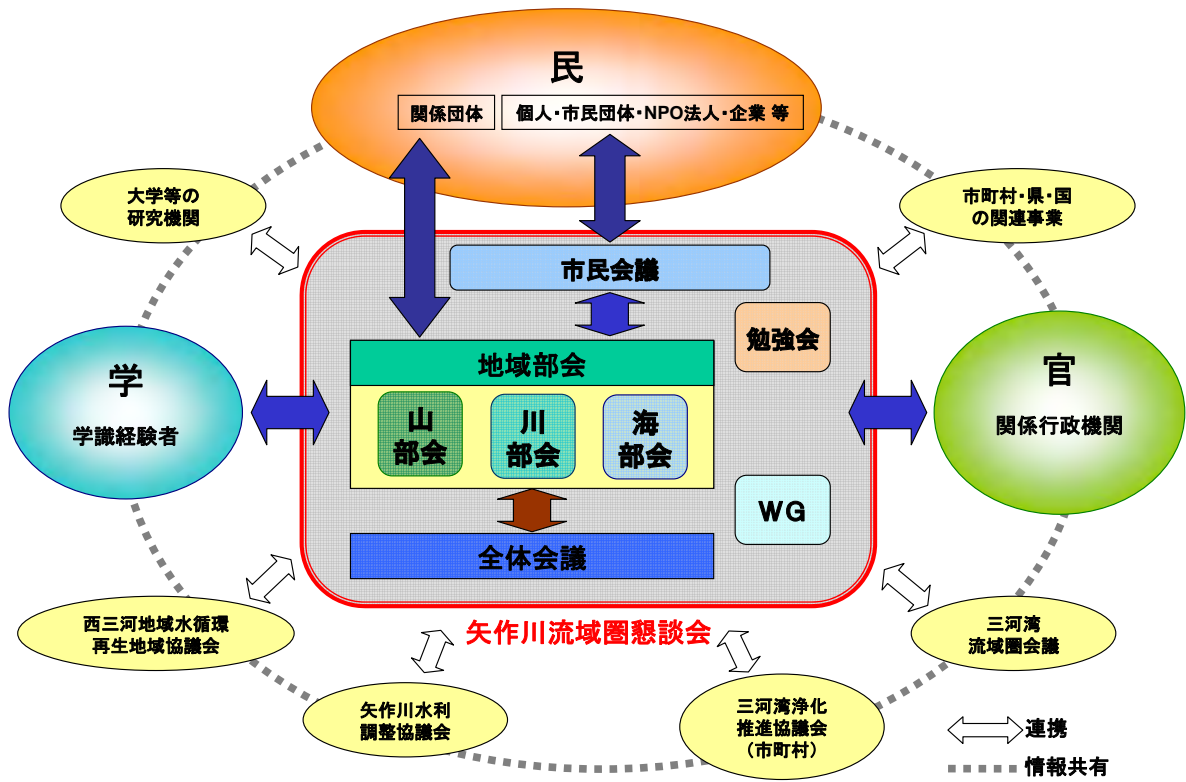 民
関係団体
個人・市民団体・NPO法人・企業 等
大学等の
研究機関
市町村・県・国
の関連事業
市民会議
勉強会
地域部会
学
学識経験者
山
部会
川
部会
海
部会
官
関係行政機関
WG
全体会議
矢作川流域圏懇談会
西三河地域水循環
再生地域協議会
三河湾
流域圏会議
矢作川水利
調整協議会
三河湾浄化
推進協議会
（市町村）
連携
情報共有